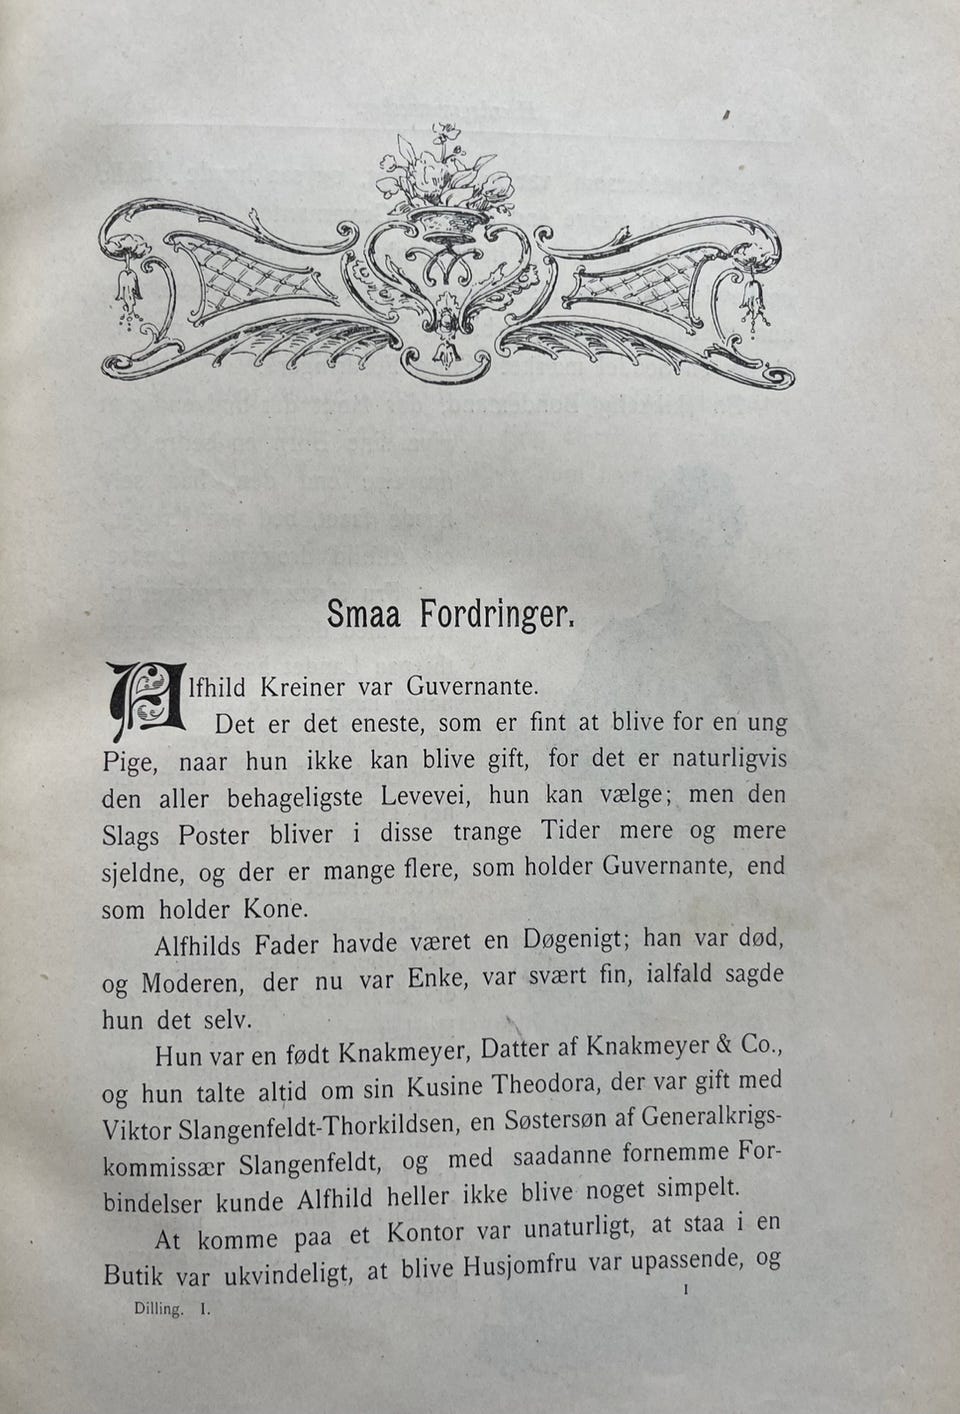 Smaa Fordringer.
Alfhild Kreiner var Guvernante.
Det er det eneste, som er fint at blive for en ung
Pige, naar hun ikke kan blive gift, for det er naturligvis
den aller behageligste Levevei, hun kan vælge; men den
Slags Poster bliver i disse trange Tider mere og mere
sjeldne, og der er mange flere, som holder Guvernante, end
som holder Kone.
Alfhilds Fader havde været en Døgenigt; han var død,
og Moderen, der nu var Enke, var svært fin, ialfald sagde
hun det selv.
Hun var en født Knakmeyer, Datter af Knakmeyer & Co.,
og hun talte altid om sin Kusine Theodora, der var gift med
Viktor Slangenfeldt-Thorkildsen, en Søstersøn af Generalkrigs-
kommissær Slangenfeldt, og med saadanne fornemme For-
bindelser kunde Alfhild heller ikke blive noget simpelt.
At komme paa et Kontor var unaturligt, at staa i en
Butik var ukvindeligt, at blive Husjomfru var upassende, og
Dilling. I.
1